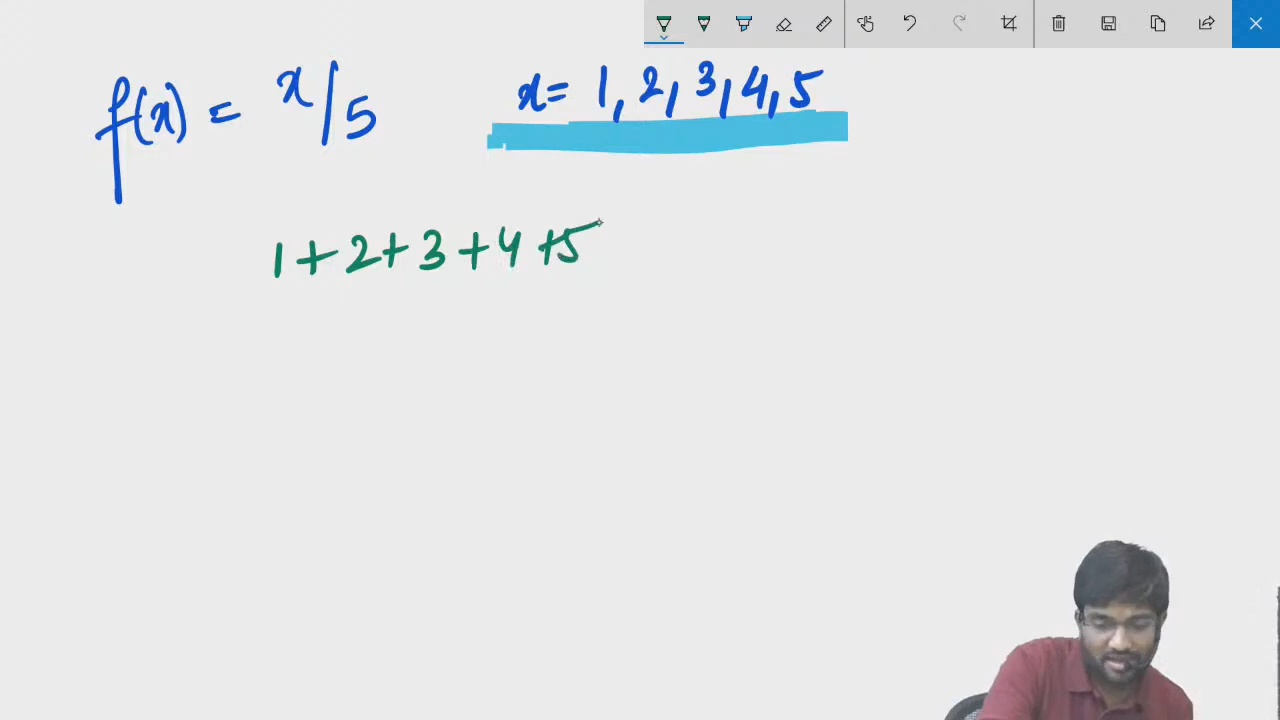 f(x) = x/5 x= 1, 2, 3, 4, 5
1+2+3+4+5